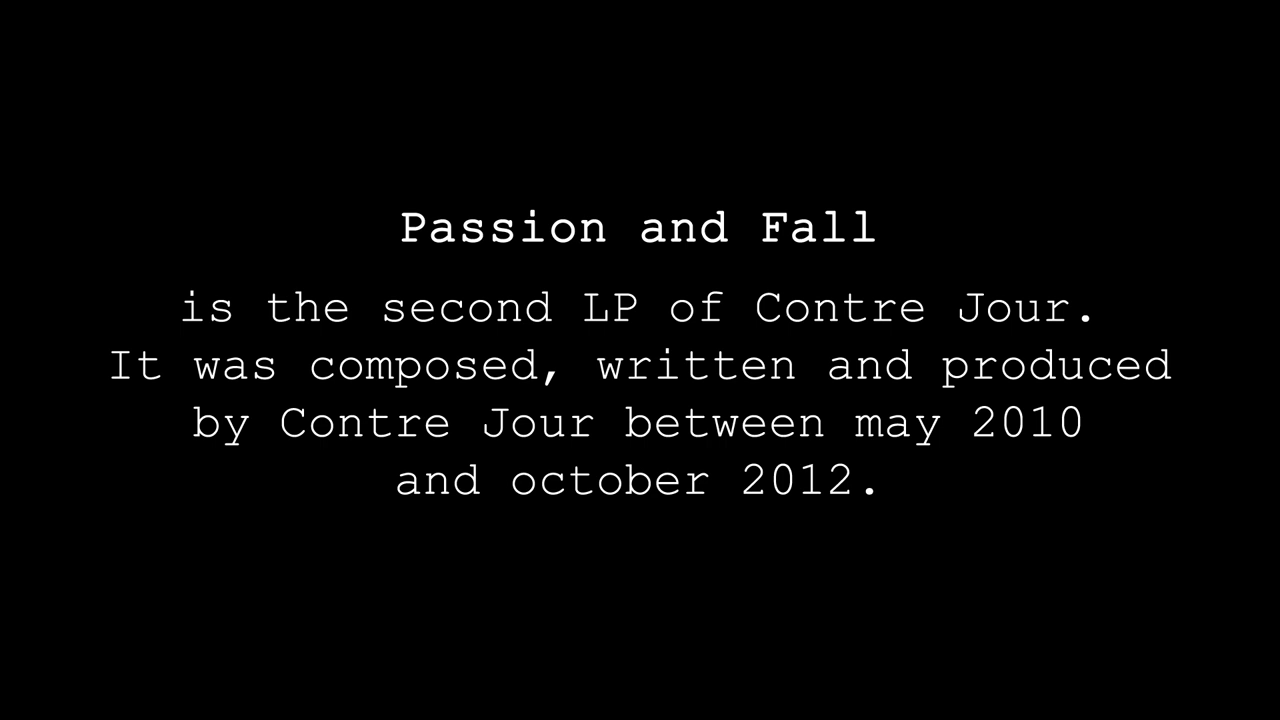 Passion and Fall
is the second LP of Contre Jour.
It was composed, written and produced
by Contre Jour between may 2010
and october 2012.